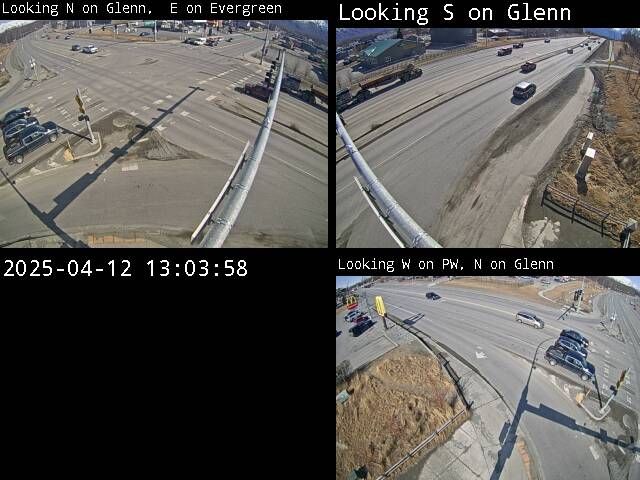 Looking N on Glenn,  E on Evergreen
Looking S on Glenn
2025-04-12 13:03:58
Looking W on PW, N on Glenn